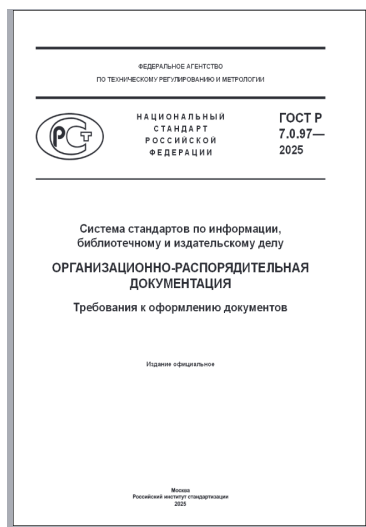 ФЕДЕРАЛЬНОЕ АГЕНТСТВО
ПО ТЕХНИЧЕСКОМУ РЕГУЛИРОВАНИЮ И МЕТРОЛОГИИ
НАЦИОНАЛЬНЫЙ
СТАНДАРТ
РОССИЙСКОЙ
ФЕДЕРАЦИИ
ГОСТ Р
7.0.97—
2025
Система стандартов по информации,
библиотечному и издательскому делу
ОРГАНИЗАЦИОННО-РАСПОРЯДИТЕЛЬНАЯ
ДОКУМЕНТАЦИЯ
Требования к оформлению документов
Издание официальное
Москва
Российский институт стандартизации
2025